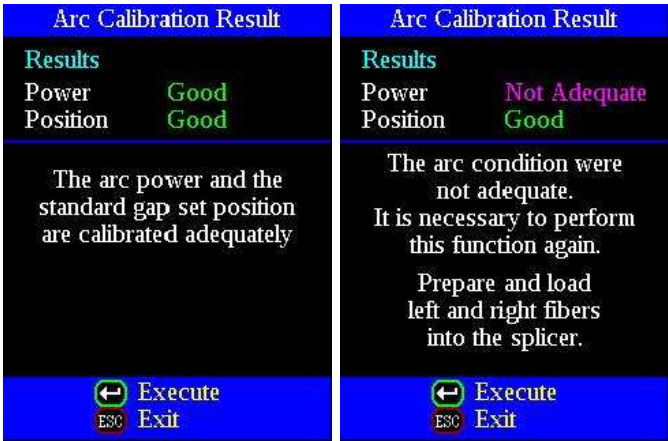 Arc Calibration Result
Results
Power Good
Position Good
The arc power and the
standard gap set position
are calibrated adequately
Execute
ESC Exit
Arc Calibration Result
Results
Power Not Adequate
Position Good
The arc condition were
not adequate.
It is necessary to perform
this function again.
Prepare and load
left and right fibers
into the splicer.
Execute
ESC Exit